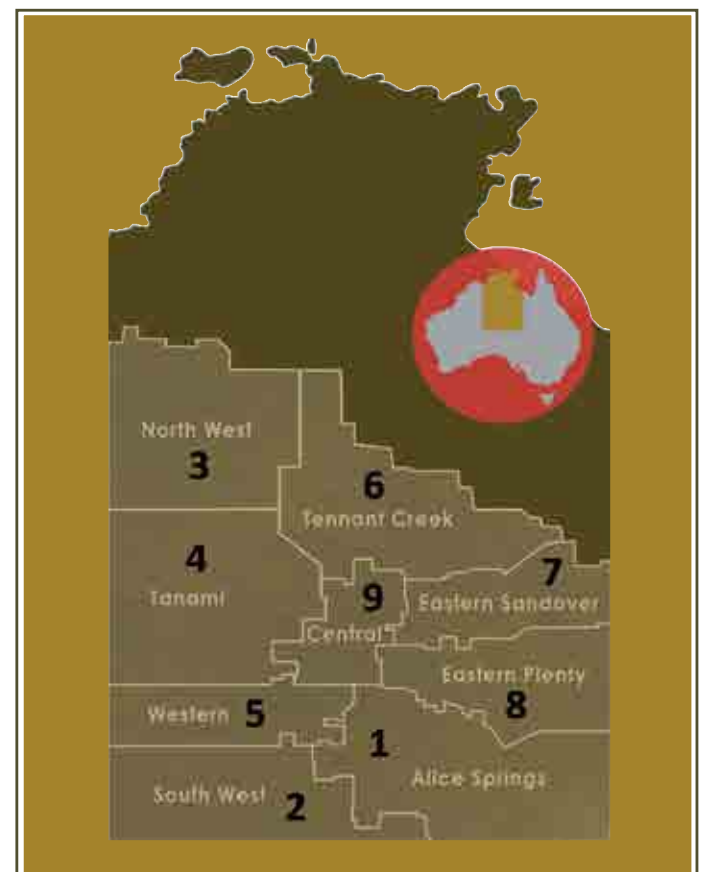 North West
3
6
Tennant Creek
4
Tanami
7
9
Eastern Sandover
Central
Eastern Plenty
8
Western 5
1
Alice Springs
South West 2